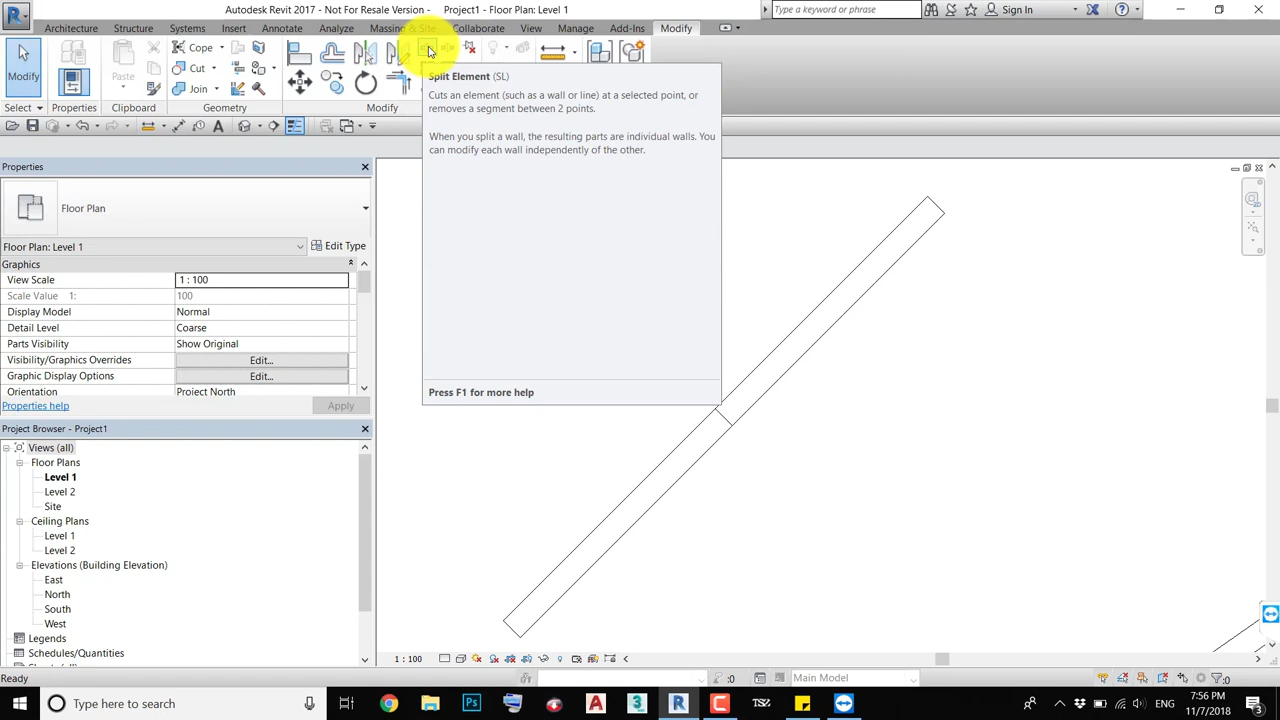 Autodesk Revit 2017 - Not For Resale Version -    Project1 - Floor Plan: Level 1
Type a keyword or phrase
Sign In
Architecture Structure Systems Insert Annotate Analyze Massing & Site Collaborate View Manage Add-Ins Modify
Modify
Paste
Cope
Cut
Join
Select Properties Clipboard Geometry Modify
Split Element (SL)
Cuts an element (such as a wall or line) at a selected point, or
removes a segment between 2 points.
When you split a wall, the resulting parts are individual walls. You
can modify each wall independently of the other.
Press F1 for more help
Properties
Floor Plan
Floor Plan: Level 1
Edit Type
Graphics
View Scale 1 : 100
Scale Value 1: 100
Display Model Normal
Detail Level Coarse
Parts Visibility Show Original
Visibility/Graphics Overrides Edit...
Graphic Display Options Edit...
Orientation Project North
Properties help
Apply
Project Browser - Project1
Views (all)
Floor Plans
Level 1
Level 2
Site
Ceiling Plans
Level 1
Level 2
Elevations (Building Elevation)
East
North
South
West
Legends
Schedules/Quantities
1 : 100
Ready
:0
Main Model
:0
Type here to search
ENG
7:56 PM
11/7/2018